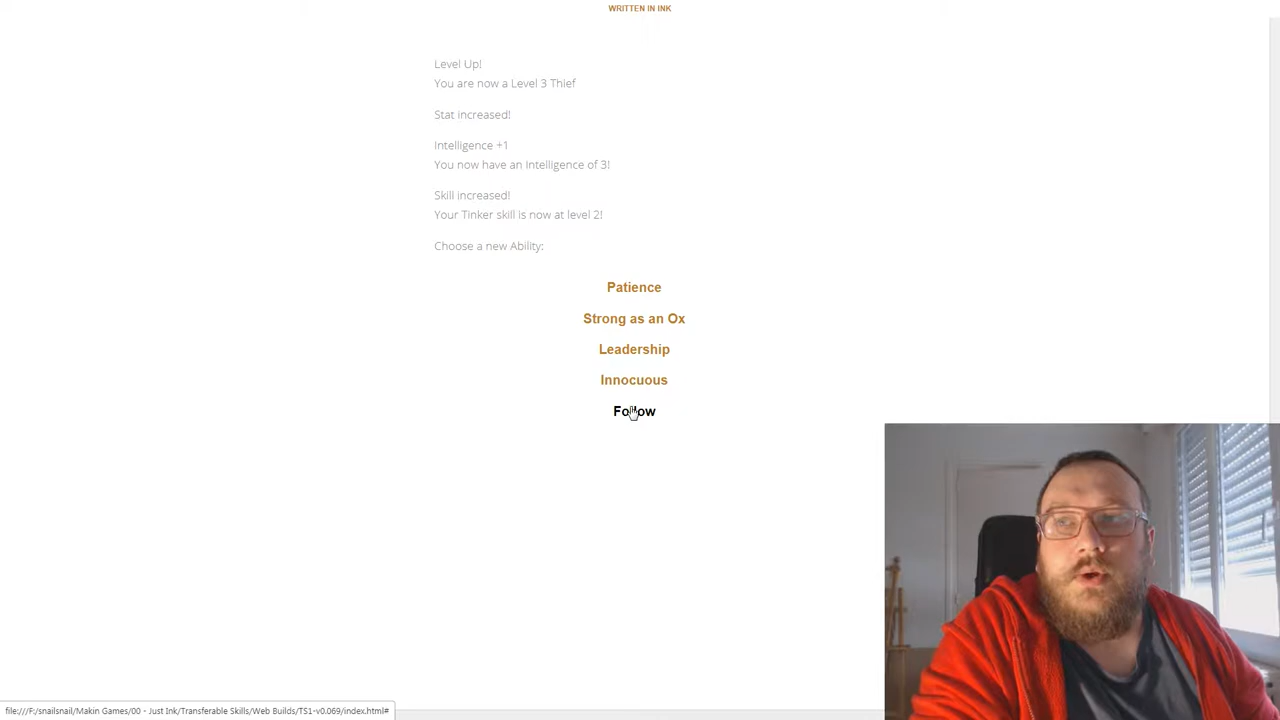 WRITTEN IN INK
Level Up!
You are now a Level 3 Thief
Stat increased!
Intelligence +1
You now have an Intelligence of 3!
Skill increased!
Your Tinker skill is now at level 2!
Choose a new Ability:
Patience
Strong as an Ox
Leadership
Innocuous
Follow
file:///F:/snailsnail/Makin Games/00 - Just Ink/Transferable Skills/Web Builds/TS1-v0.069/index.html#